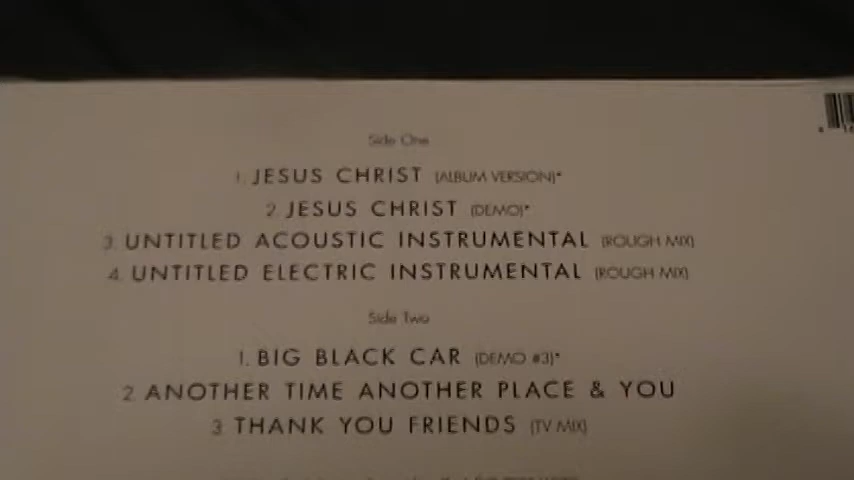 Side One
1. JESUS CHRIST (ALBUM VERSION)*
2. JESUS CHRIST (DEMO)*
3. UNTITLED ACOUSTIC INSTRUMENTAL (ROUGH MIX)
4. UNTITLED ELECTRIC INSTRUMENTAL (ROUGH MIX)
Side Two
1. BIG BLACK CAR (DEMO #3)*
2. ANOTHER TIME ANOTHER PLACE & YOU
3. THANK YOU FRIENDS (TV MIX)